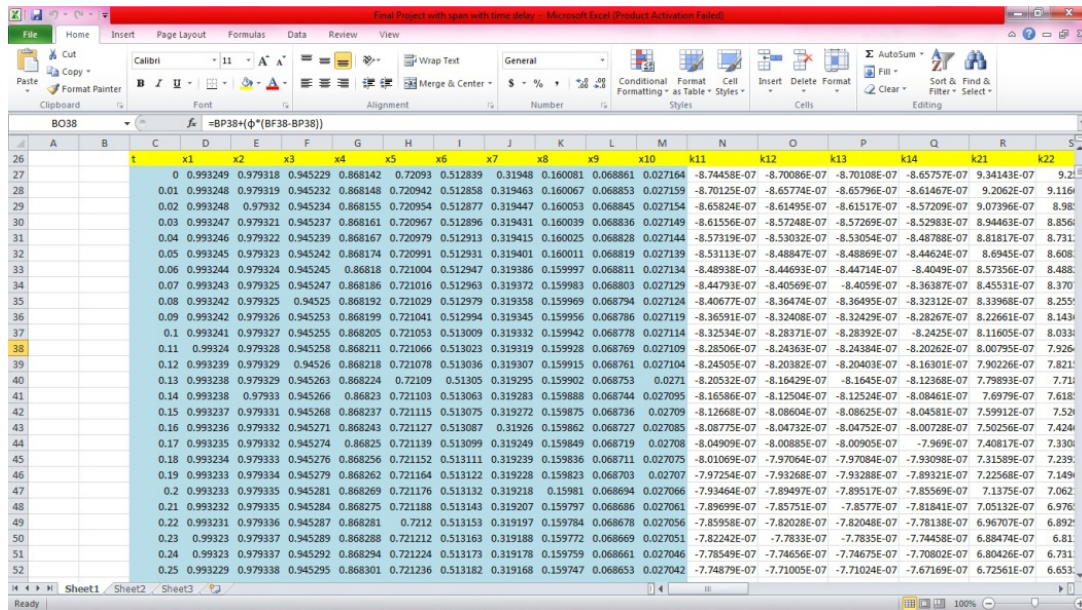 Final Project with span with time delay - Microsoft Excel (Product Activation Failed)
File Home Insert Page Layout Formulas Data Review View
Cut
Copy
Format Painter
Paste
Clipboard
Calibri 11
B I U
Font
Wrap Text
Merge & Center
Alignment
General
$ % ,
Number
Conditional Formatting
Format as Table
Cell Styles
Styles
Insert Delete Format
Cells
Σ AutoSum
Fill
Clear
Sort & Filter
Find & Select
Editing
BO38 fx =BP38+(ф*(BF38-BP38))
A B C D E F G H I J K L M N O P Q R S
26 t x1 x2 x3 x4 x5 x6 x7 x8 x9 x10 k11 k12 k13 k14 k21 k22
27 0 0.993249 0.979318 0.945229 0.868142 0.72093 0.512839 0.31948 0.160081 0.068861 0.027164 -8.74458E-07 -8.70086E-07 -8.70108E-07 -8.65757E-07 9.34143E-07
28 0.01 0.993248 0.979319 0.945232 0.868148 0.720942 0.512858 0.319463 0.160067 0.068853 0.027159 -8.70125E-07 -8.65774E-07 -8.65796E-07 -8.61467E-07 9.2062E-07
29 0.02 0.993248 0.97932 0.945234 0.868155 0.720954 0.512877 0.319447 0.160053 0.068845 0.027154 -8.65824E-07 -8.61495E-07 -8.61517E-07 -8.57209E-07 9.07396E-07
30 0.03 0.993247 0.979321 0.945237 0.868161 0.720967 0.512896 0.319431 0.160039 0.068836 0.027149 -8.61556E-07 -8.57248E-07 -8.57269E-07 -8.52983E-07 8.94463E-07
31 0.04 0.993246 0.979322 0.945239 0.868167 0.720979 0.512913 0.319415 0.160025 0.068828 0.027144 -8.57319E-07 -8.53032E-07 -8.53054E-07 -8.48788E-07 8.81817E-07
32 0.05 0.993245 0.979323 0.945242 0.868174 0.720991 0.512931 0.319401 0.160011 0.068819 0.027139 -8.53113E-07 -8.48847E-07 -8.48869E-07 -8.44624E-07 8.6945E-07
33 0.06 0.993244 0.979324 0.945245 0.86818 0.721004 0.512947 0.319386 0.159997 0.068811 0.027134 -8.48938E-07 -8.44693E-07 -8.44714E-07 -8.4049E-07 8.57356E-07
34 0.07 0.993243 0.979325 0.945247 0.868186 0.721016 0.512963 0.319372 0.159983 0.068803 0.027129 -8.44793E-07 -8.40569E-07 -8.4059E-07 -8.36387E-07 8.45531E-07
35 0.08 0.993242 0.979325 0.94525 0.868192 0.721029 0.512979 0.319358 0.159969 0.068794 0.027124 -8.40677E-07 -8.36474E-07 -8.36495E-07 -8.32312E-07 8.33968E-07
36 0.09 0.993242 0.979326 0.945253 0.868199 0.721041 0.512994 0.319345 0.159956 0.068786 0.027119 -8.36591E-07 -8.32408E-07 -8.32429E-07 -8.28267E-07 8.22661E-07
37 0.1 0.993241 0.979327 0.945255 0.868205 0.721053 0.513009 0.319332 0.159942 0.068778 0.027114 -8.32534E-07 -8.28371E-07 -8.28392E-07 -8.2425E-07 8.11605E-07
38 0.11 0.99324 0.979328 0.945258 0.868211 0.721066 0.513023 0.319319 0.159928 0.068769 0.027109 -8.28506E-07 -8.24363E-07 -8.24384E-07 -8.20262E-07 8.00795E-07
39 0.12 0.993239 0.979329 0.94526 0.868218 0.721078 0.513036 0.319307 0.159915 0.068761 0.027104 -8.24505E-07 -8.20382E-07 -8.20403E-07 -8.16301E-07 7.90226E-07
40 0.13 0.993238 0.979329 0.945263 0.868224 0.72109 0.51305 0.319295 0.159902 0.068753 0.0271 -8.20532E-07 -8.16429E-07 -8.1645E-07 -8.12368E-07 7.79893E-07
41 0.14 0.993238 0.97933 0.945266 0.86823 0.721103 0.513063 0.319283 0.159888 0.068744 0.027095 -8.16586E-07 -8.12504E-07 -8.12524E-07 -8.08461E-07 7.6979E-07
42 0.15 0.993237 0.979331 0.945268 0.868237 0.721115 0.513075 0.319272 0.159875 0.068736 0.02709 -8.12668E-07 -8.08604E-07 -8.08625E-07 -8.04581E-07 7.59912E-07
43 0.16 0.993236 0.979332 0.945271 0.868243 0.721127 0.513087 0.31926 0.159862 0.068727 0.027085 -8.08775E-07 -8.04732E-07 -8.04752E-07 -8.00728E-07 7.50256E-07
44 0.17 0.993235 0.979332 0.945274 0.86825 0.721139 0.513099 0.319249 0.159849 0.068719 0.02708 -8.04909E-07 -8.00885E-07 -8.00905E-07 -7.969E-07 7.40817E-07
45 0.18 0.993234 0.979333 0.945276 0.868256 0.721152 0.513111 0.319239 0.159836 0.068711 0.027075 -8.01069E-07 -7.97064E-07 -7.97084E-07 -7.93098E-07 7.31589E-07
46 0.19 0.993233 0.979334 0.945279 0.868262 0.721164 0.513122 0.319228 0.159823 0.068703 0.02707 -7.97254E-07 -7.93268E-07 -7.93288E-07 -7.89321E-07 7.22568E-07
47 0.2 0.993233 0.979335 0.945281 0.868269 0.721176 0.513132 0.319218 0.15981 0.068694 0.027066 -7.93464E-07 -7.89497E-07 -7.89517E-07 -7.85569E-07 7.1375E-07
48 0.21 0.993232 0.979335 0.945284 0.868275 0.721188 0.513143 0.319207 0.159797 0.068686 0.027061 -7.89699E-07 -7.85751E-07 -7.8577E-07 -7.81841E-07 7.05132E-07
49 0.22 0.993231 0.979336 0.945287 0.868281 0.7212 0.513153 0.319197 0.159784 0.068678 0.027056 -7.85958E-07 -7.82028E-07 -7.82048E-07 -7.78138E-07 6.96707E-07
50 0.23 0.99323 0.979337 0.945289 0.868288 0.721212 0.513163 0.319188 0.159772 0.068669 0.027051 -7.82242E-07 -7.7833E-07 -7.7835E-07 -7.74458E-07 6.88474E-07
51 0.24 0.99323 0.979337 0.945292 0.868294 0.721224 0.513173 0.319178 0.159759 0.068661 0.027046 -7.78549E-07 -7.74656E-07 -7.74675E-07 -7.70802E-07 6.80426E-07
52 0.25 0.993229 0.979338 0.945295 0.868301 0.721236 0.513182 0.319168 0.159747 0.068653 0.027042 -7.74879E-07 -7.71005E-07 -7.71024E-07 -7.67169E-07 6.72561E-07
Sheet1 Sheet2 Sheet3
Ready 100%